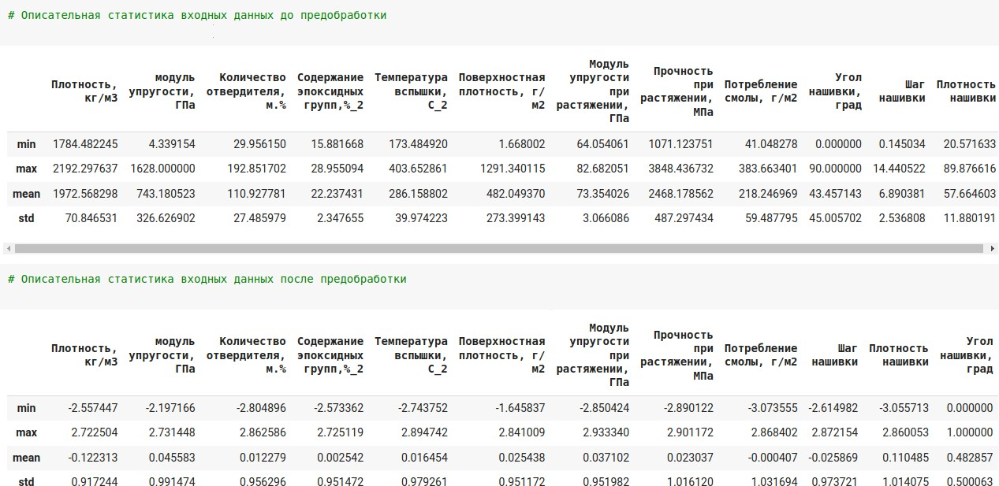 # Описательная статистика входных данных до предобработки
Плотность, кг/м3 модуль упругости, ГПа Количество отвердителя, м.% Содержание эпоксидных групп,%_2 Температура вспышки, С_2 Поверхностная плотность, г/м2 Модуль упругости при растяжении, ГПа Прочность при растяжении, МПа Потребление смолы, г/м2 Угол нашивки, град Шаг нашивки Плотность нашивки
min 1784.482245 4.339154 29.956150 15.881668 173.484920 1.668002 64.054061 1071.123751 41.048278 0.000000 0.145034 20.571633
max 2192.297637 1628.000000 192.851702 28.955094 403.652861 1291.340115 82.682051 3848.436732 383.663401 90.000000 14.440522 89.876616
mean 1972.568298 743.180523 110.927781 22.237431 286.158802 482.049370 73.354026 2468.178562 218.246969 43.457143 6.890381 57.664603
std 70.846531 326.626902 27.485979 2.347655 39.974223 273.399143 3.066086 487.297434 59.487795 45.005702 2.536808 11.880191
# Описательная статистика входных данных после предобработки
Плотность, кг/м3 модуль упругости, ГПа Количество отвердителя, м.% Содержание эпоксидных групп,%_2 Температура вспышки, С_2 Поверхностная плотность, г/м2 Модуль упругости при растяжении, ГПа Прочность при растяжении, МПа Потребление смолы, г/м2 Шаг нашивки Плотность нашивки Угол нашивки, град
min -2.557447 -2.197166 -2.804896 -2.573362 -2.743752 -1.645837 -2.850424 -2.890122 -3.073555 -2.614982 -3.055713 0.000000
max 2.722504 2.731448 2.862586 2.725119 2.894742 2.841009 2.933340 2.901172 2.868402 2.872154 2.860053 1.000000
mean -0.122313 0.045583 0.012279 0.002542 0.016454 0.025438 0.037102 0.023037 -0.000407 -0.025869 0.110485 0.482857
std 0.917244 0.991474 0.956296 0.951472 0.979261 0.951172 0.951982 1.016120 1.031694 0.973721 1.014075 0.500063